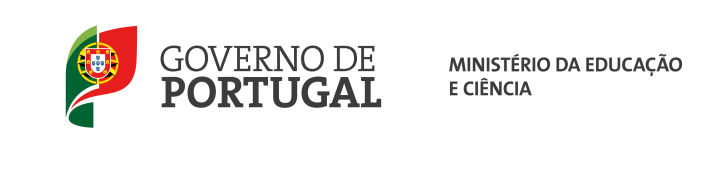 GOVERNO DE
PORTUGAL
MINISTÉRIO DA EDUCAÇÃO
E CIÊNCIA